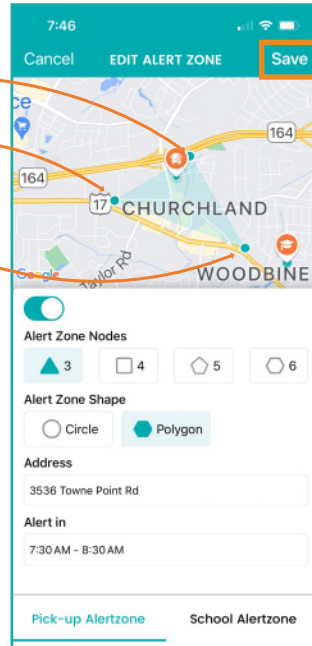 7:46
Cancel EDIT ALERT ZONE Save
ce
164
164
17 CHURCHLAND
Taylor Rd
Google WOODBINE
Alert Zone Nodes
3 4 5 6
Alert Zone Shape
Circle Polygon
Address
3536 Towne Point Rd
Alert in
7:30 AM - 8:30 AM
Pick-up Alertzone School Alertzone